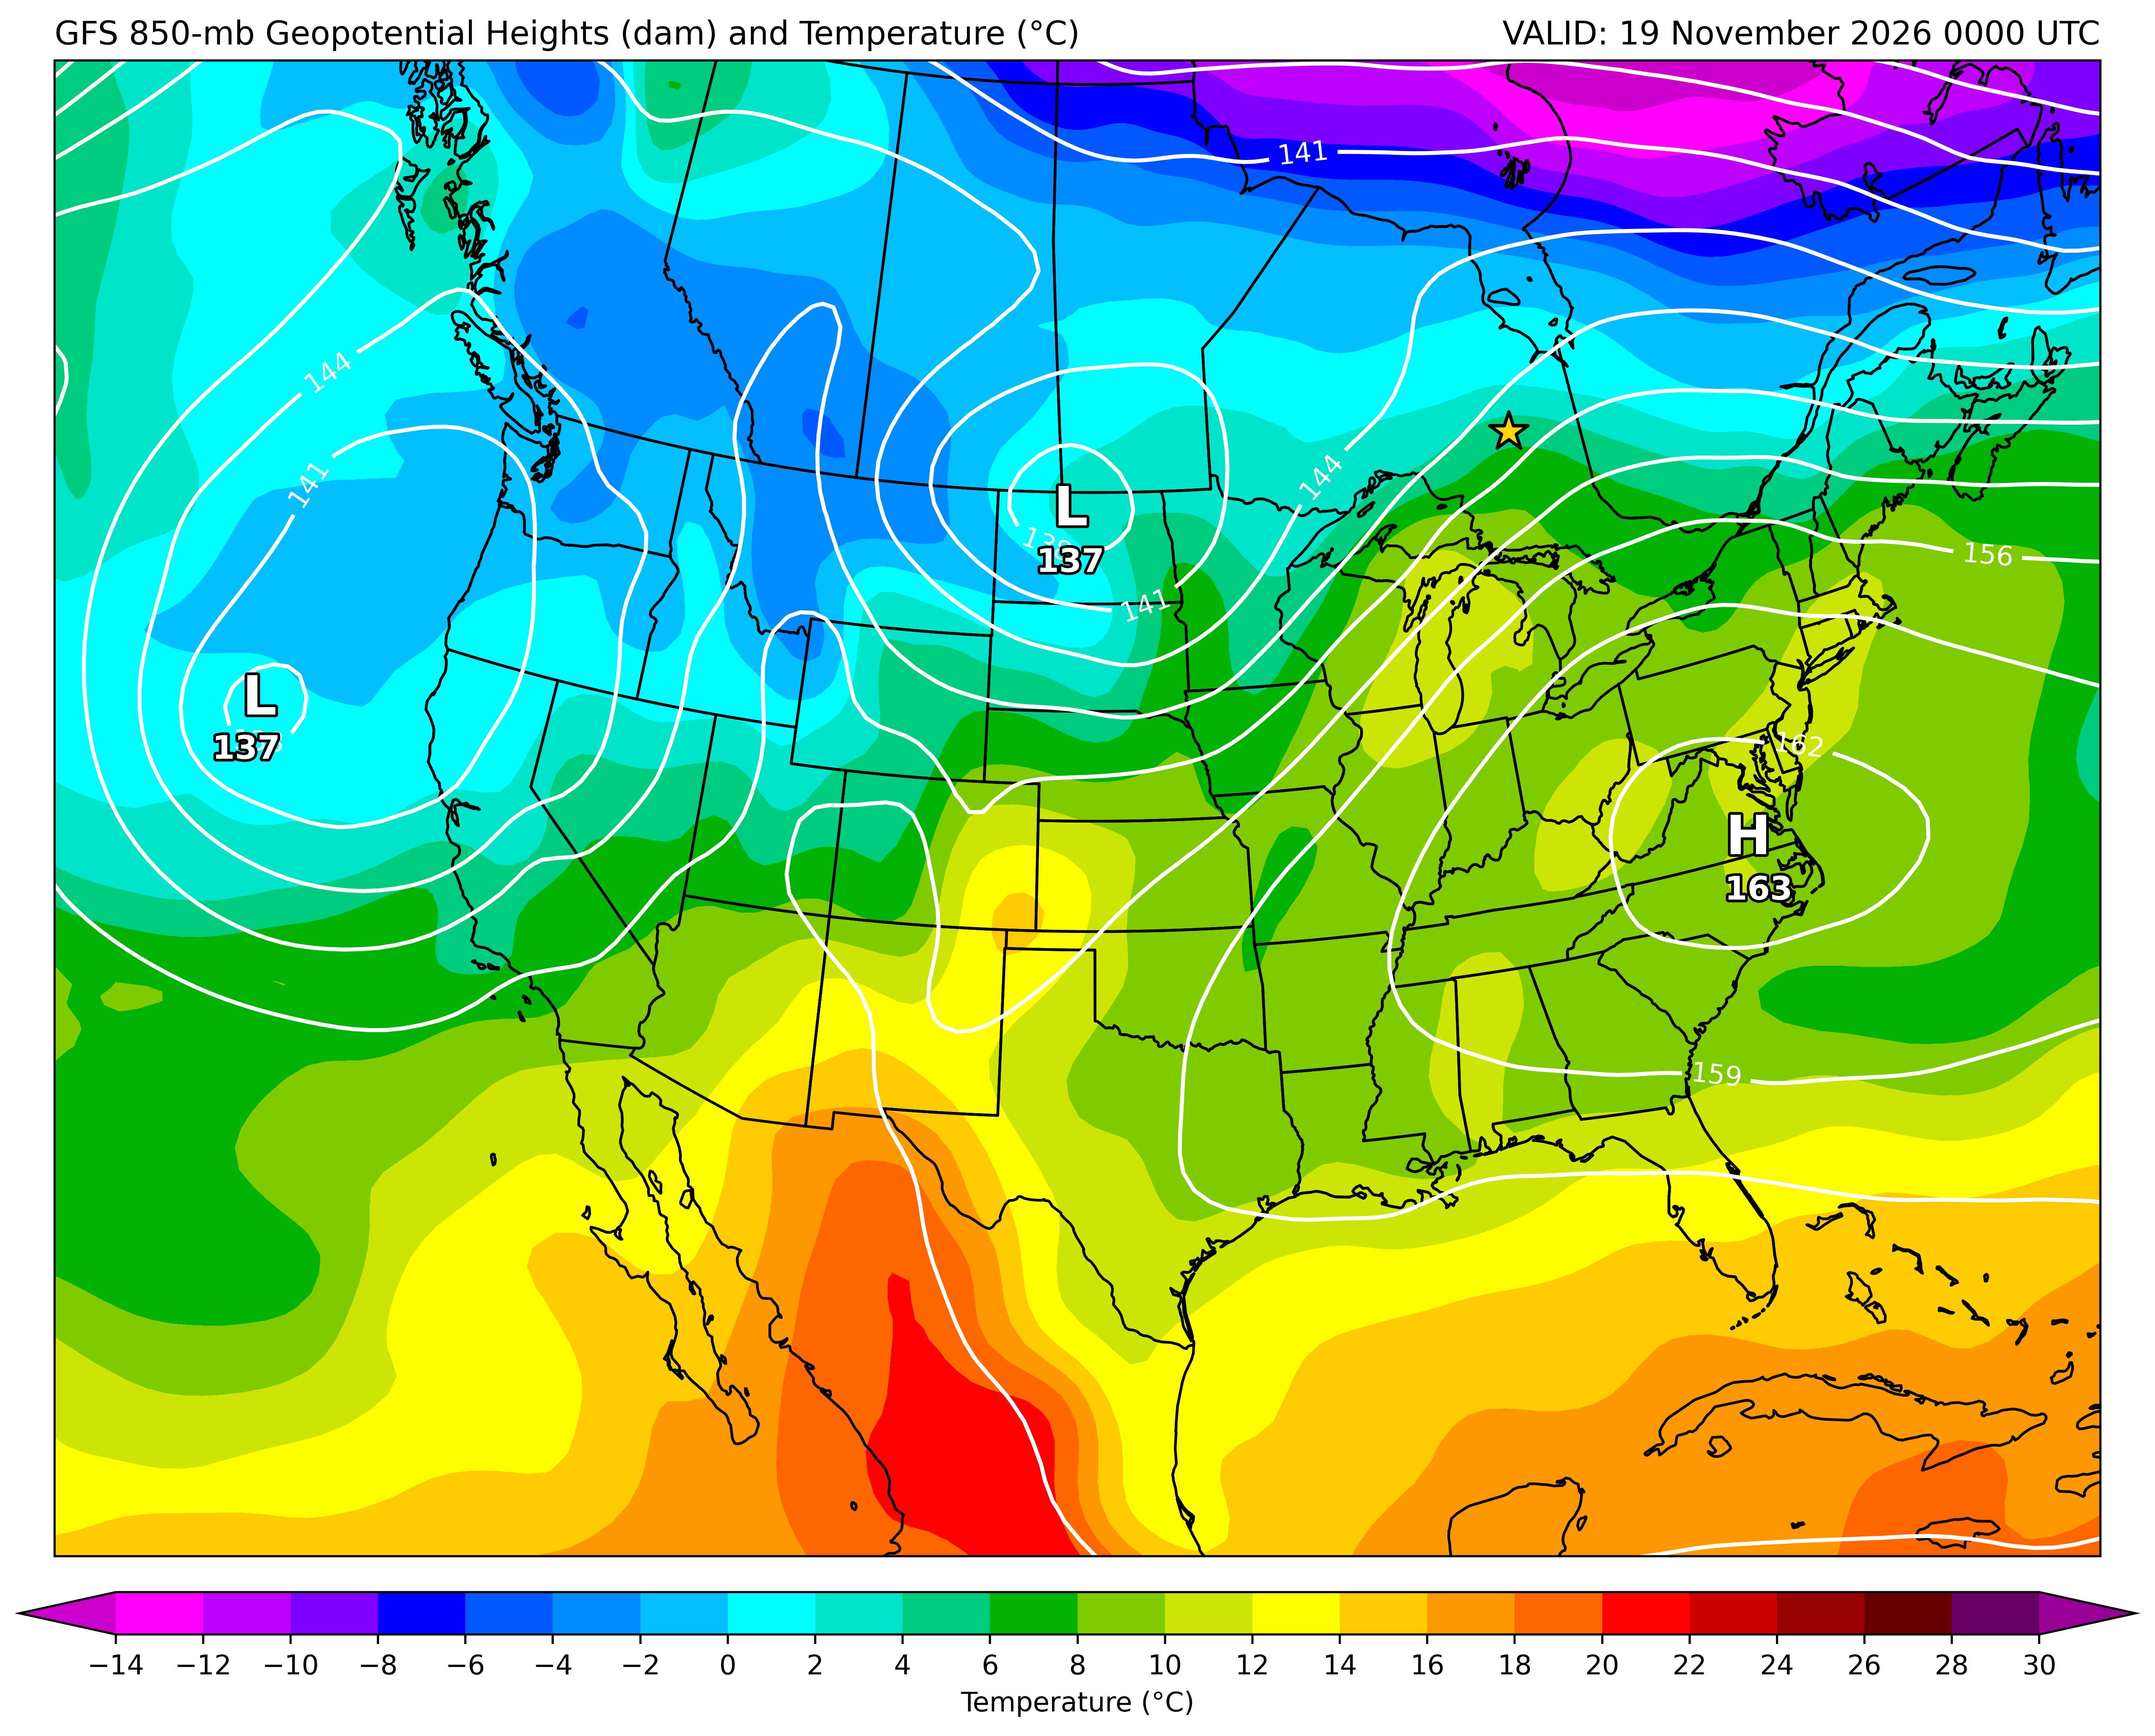 GFS 850-mb Geopotential Heights (dam) and Temperature (°C) VALID: 19 November 2026 0000 UTC
141
144
141
144
L
137
141
156
L
137
162
H
163
159
−14 −12 −10 −8 −6 −4 −2 0 2 4 6 8 10 12 14 16 18 20 22 24 26 28 30
Temperature (°C)